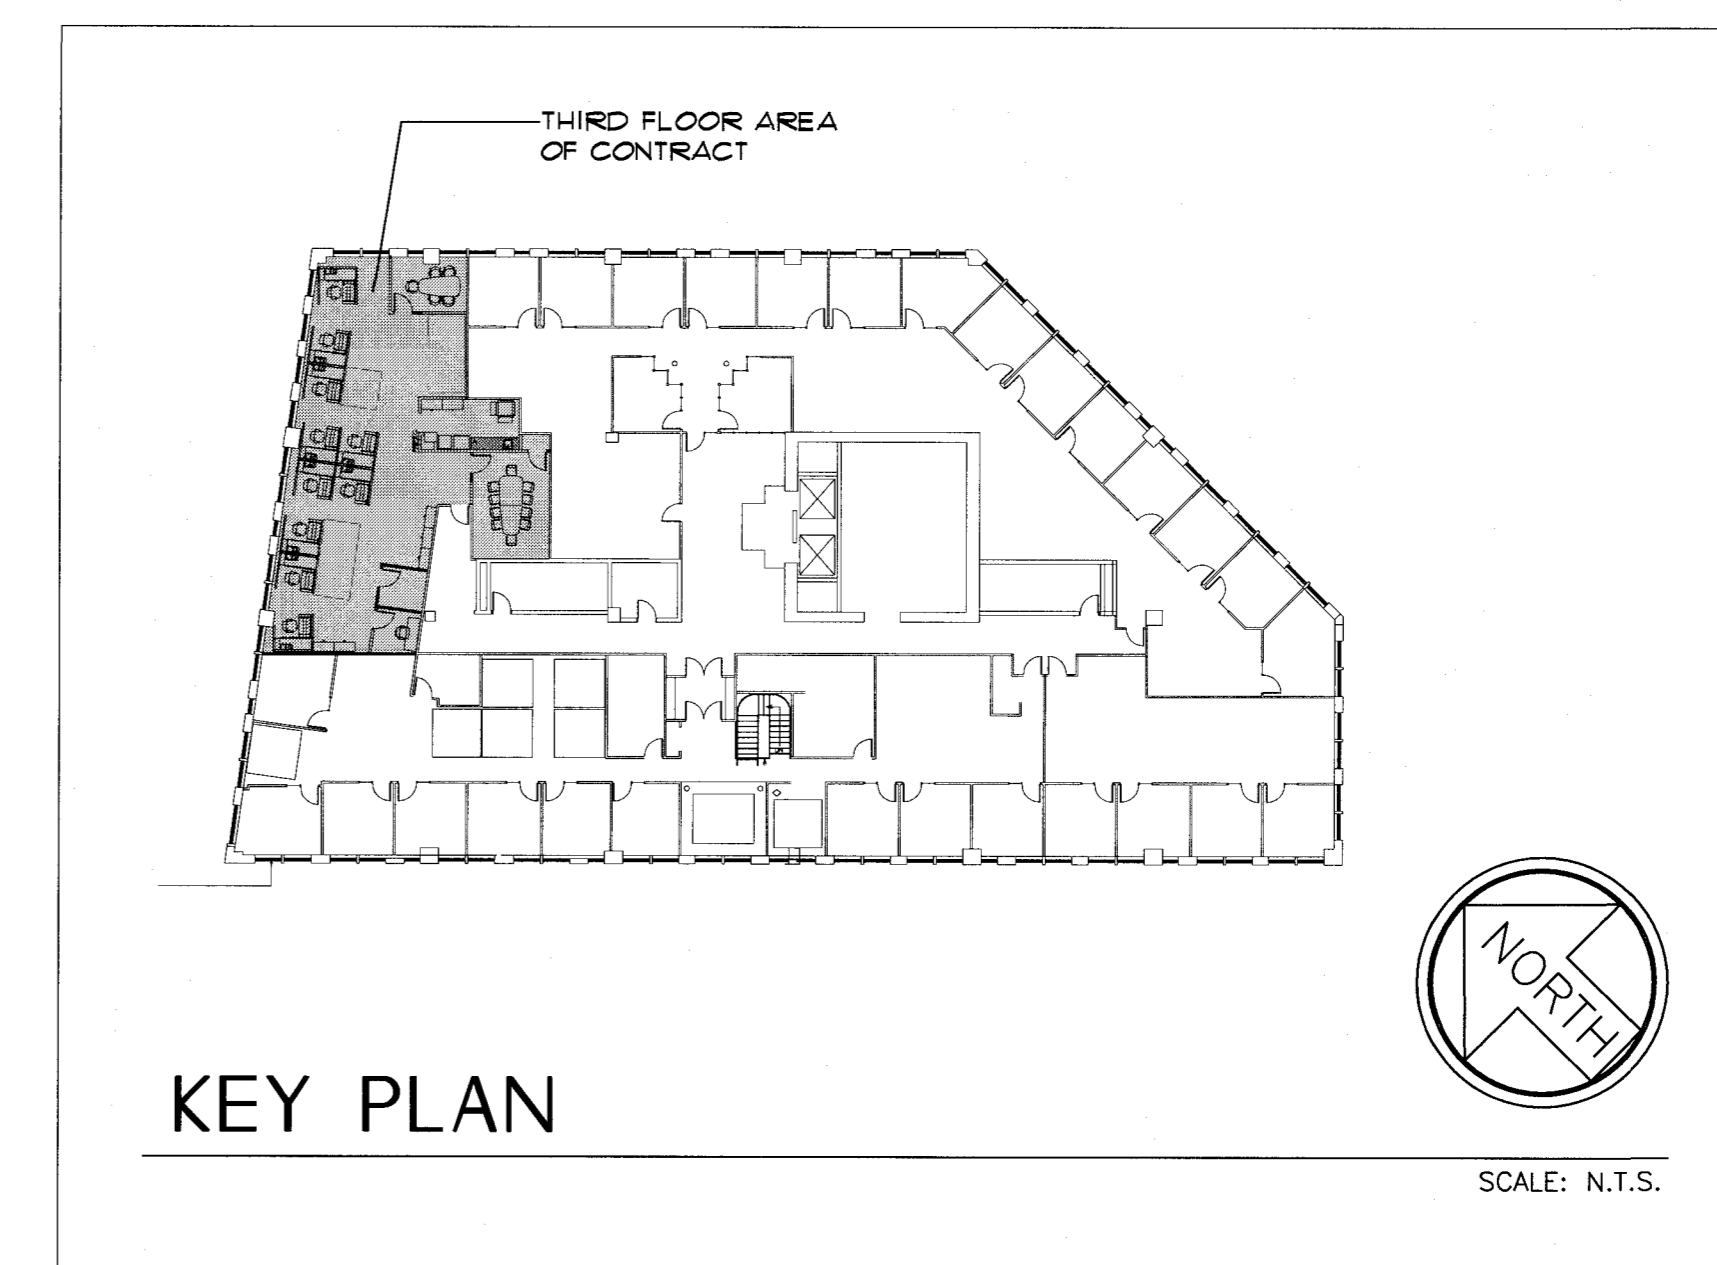 THIRD FLOOR AREA
OF CONTRACT
NORTH
KEY PLAN
SCALE: N.T.S.